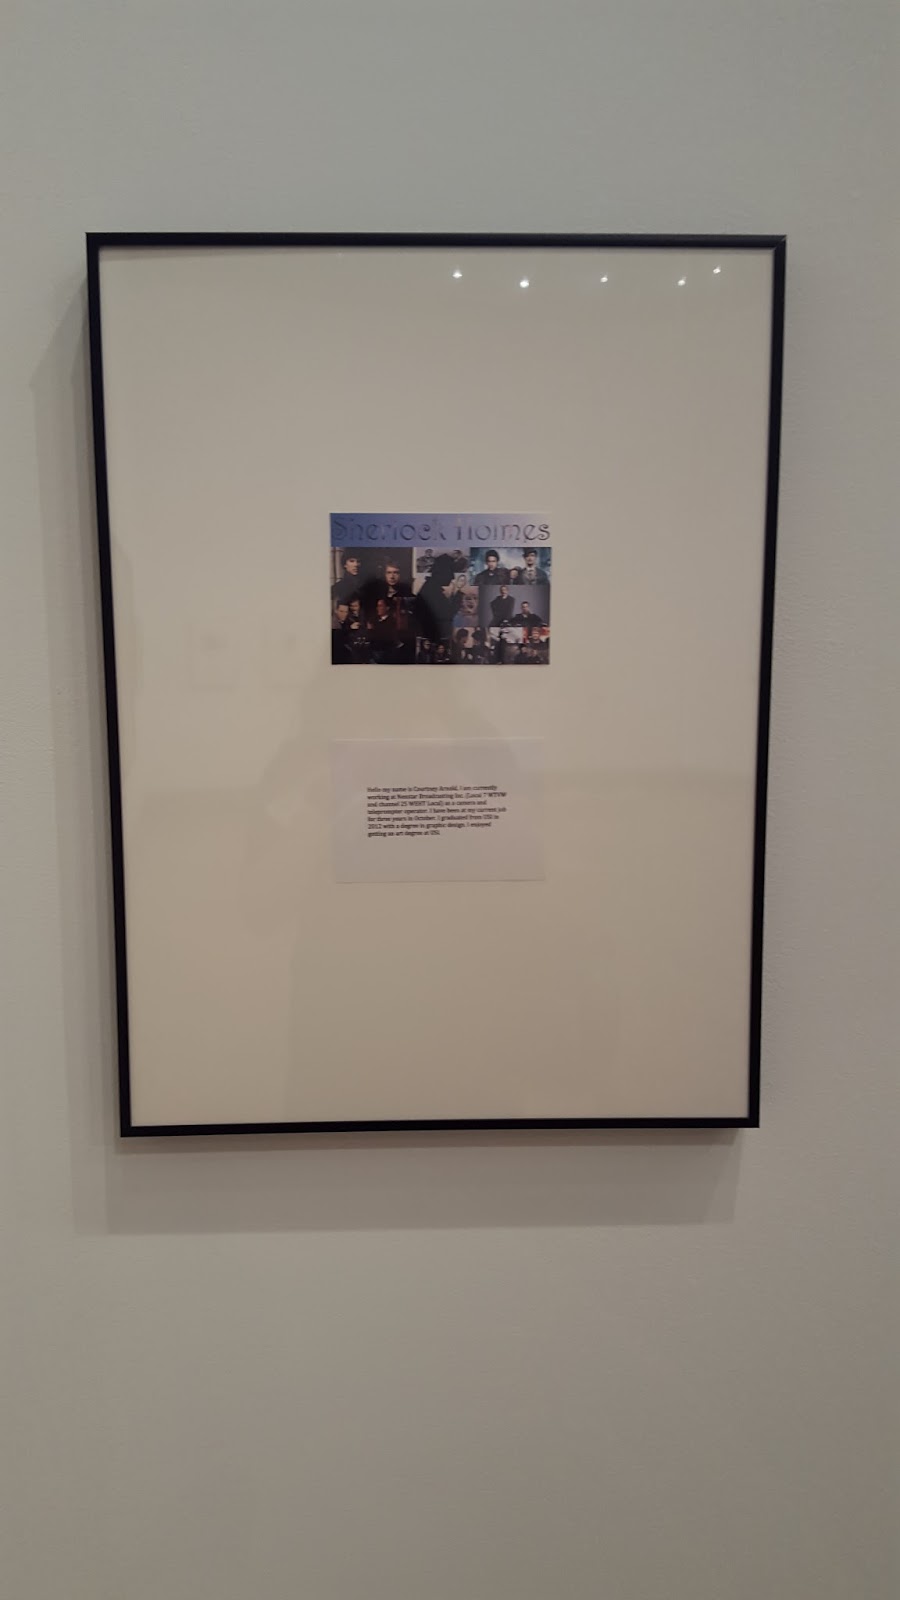 Sherlock Holmes
Hello my name is Courtney Arnold. I am currently
working at Nexstar Broadcasting Inc. (Local 7 WTVW
and channel 25 WEHT Local) as a camera and
teleprompter operator. I have been at my current job
for three years in October. I graduated from USI in
2012 with a degree in graphic design. I enjoyed
getting an art degree at USI.